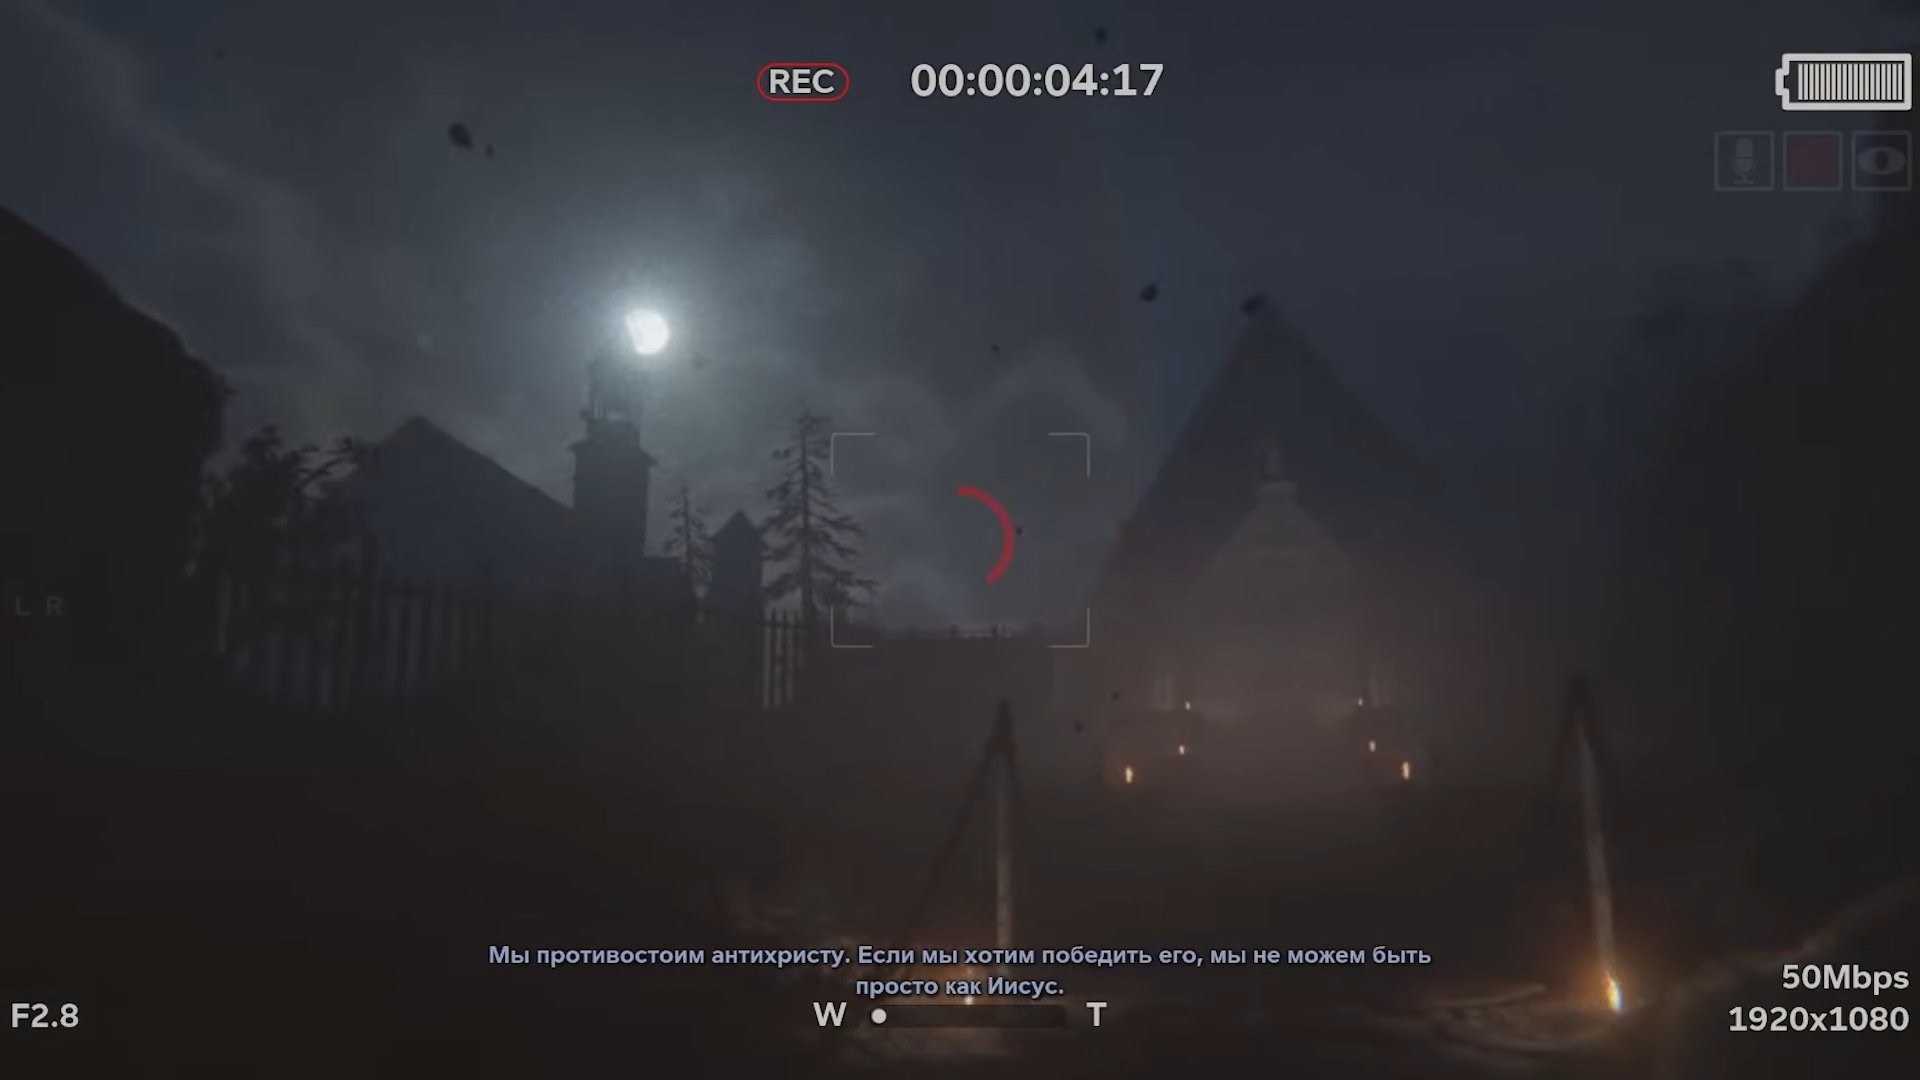 REC 00:00:04:17
L R
Мы противостоим антихристу. Если мы хотим победить его, мы не можем быть
просто как Иисус.
50Mbps
F2.8 W T 1920x1080